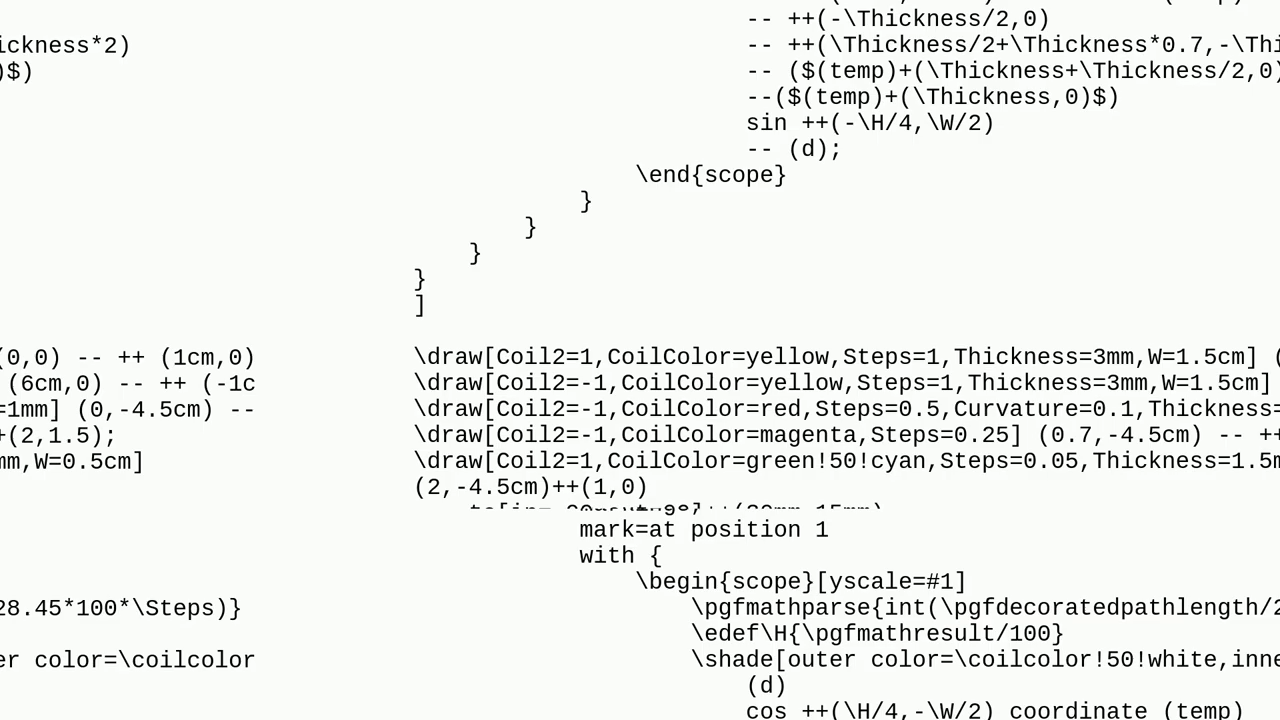 -- ++(-\Thickness/2,0)
ickness*2)
-- ++(\Thickness/2+\Thickness*0.7,-\Thi
)$)
-- ($(temp)+(\Thickness+\Thickness/2,0)
--($(temp)+(\Thickness,0)$)
sin ++(-\H/4,\W/2)
-- (d);
\end{scope}
}
}
}
}
]
(0,0) -- ++ (1cm,0)
\draw[Coil2=1,CoilColor=yellow,Steps=1,Thickness=3mm,W=1.5cm] (
(6cm,0) -- ++ (-1c
\draw[Coil2=-1,CoilColor=yellow,Steps=1,Thickness=3mm,W=1.5cm]
=1mm] (0,-4.5cm) --
\draw[Coil2=-1,CoilColor=red,Steps=0.5,Curvature=0.1,Thickness=
+(2,1.5);
\draw[Coil2=-1,CoilColor=magenta,Steps=0.25] (0.7,-4.5cm) -- ++
mm,W=0.5cm]
\draw[Coil2=1,CoilColor=green!50!cyan,Steps=0.05,Thickness=1.5m
(2,-4.5cm)++(1,0)
mark=at position 1
with {
\begin{scope}[yscale=#1]
28.45*100*\Steps)}
\pgfmathparse{int(\pgfdecoratedpathlength/2
\edef\H{\pgfmathresult/100}
er color=\coilcolor
\shade[outer color=\coilcolor!50!white,inne
(d)
cos ++(\H/4,-\W/2) coordinate (temp)